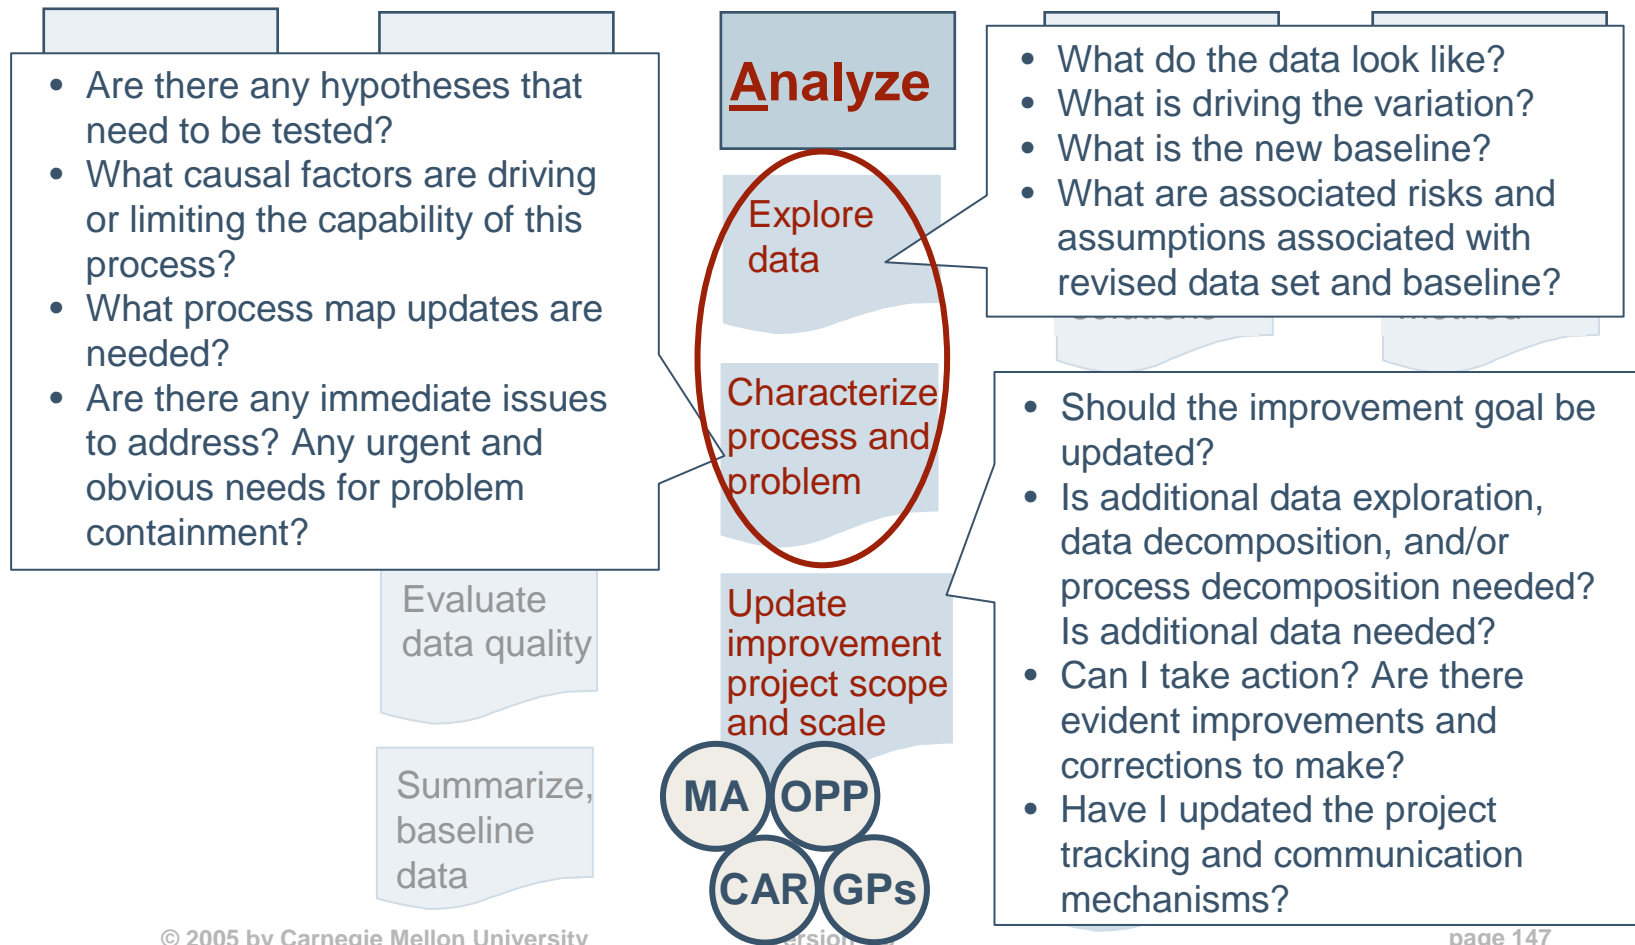 • Are there any hypotheses that
need to be tested?
• What causal factors are driving
or limiting the capability of this
process?
• What process map updates are
needed?
• Are there any immediate issues
to address? Any urgent and
obvious needs for problem
containment?
Evaluate
data quality
Summarize,
baseline
data
Analyze
Explore
data
Characterize
process and
problem
Update
improvement
project scope
and scale
MA
OPP
CAR
GPs
• What do the data look like?
• What is driving the variation?
• What is the new baseline?
• What are associated risks and
assumptions associated with
revised data set and baseline?
• Should the improvement goal be
updated?
• Is additional data exploration,
data decomposition, and/or
process decomposition needed?
Is additional data needed?
• Can I take action? Are there
evident improvements and
corrections to make?
• Have I updated the project
tracking and communication
mechanisms?
© 2005 by Carnegie Mellon University
page 147